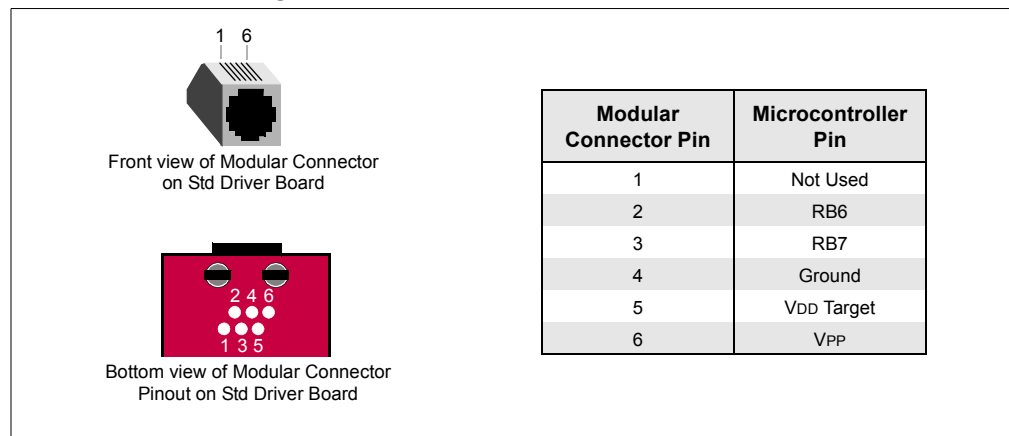 1 6
Front view of Modular Connector
on Std Driver Board
2 4 6
1 3 5
Bottom view of Modular Connector
Pinout on Std Driver Board
Modular Connector Pin Microcontroller Pin
1 Not Used
2 RB6
3 RB7
4 Ground
5 VDD Target
6 VPP